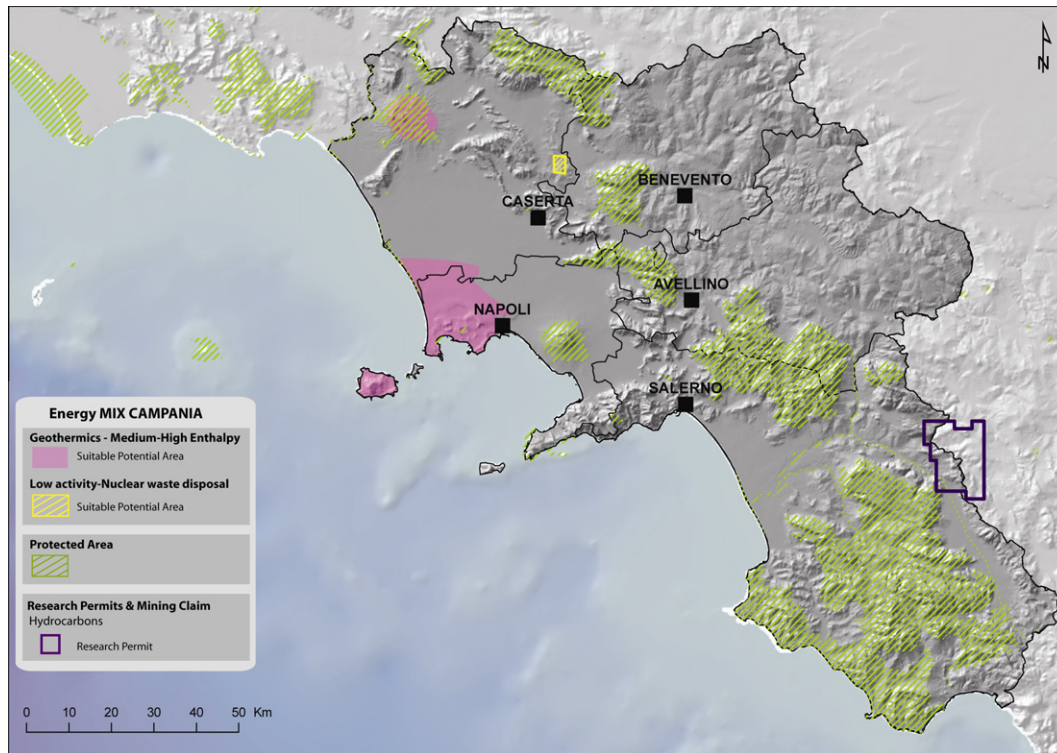 N
BENEVENTO
CASERTA
AVELLINO
NAPOLI
SALERNO
Energy MIX CAMPANIA
Geothermics - Medium-High Enthalpy
Suitable Potential Area
Low activity-Nuclear waste disposal
Suitable Potential Area
Protected Area
Research Permits & Mining Claim
Hydrocarbons
Research Permit
0 10 20 30 40 50 Km